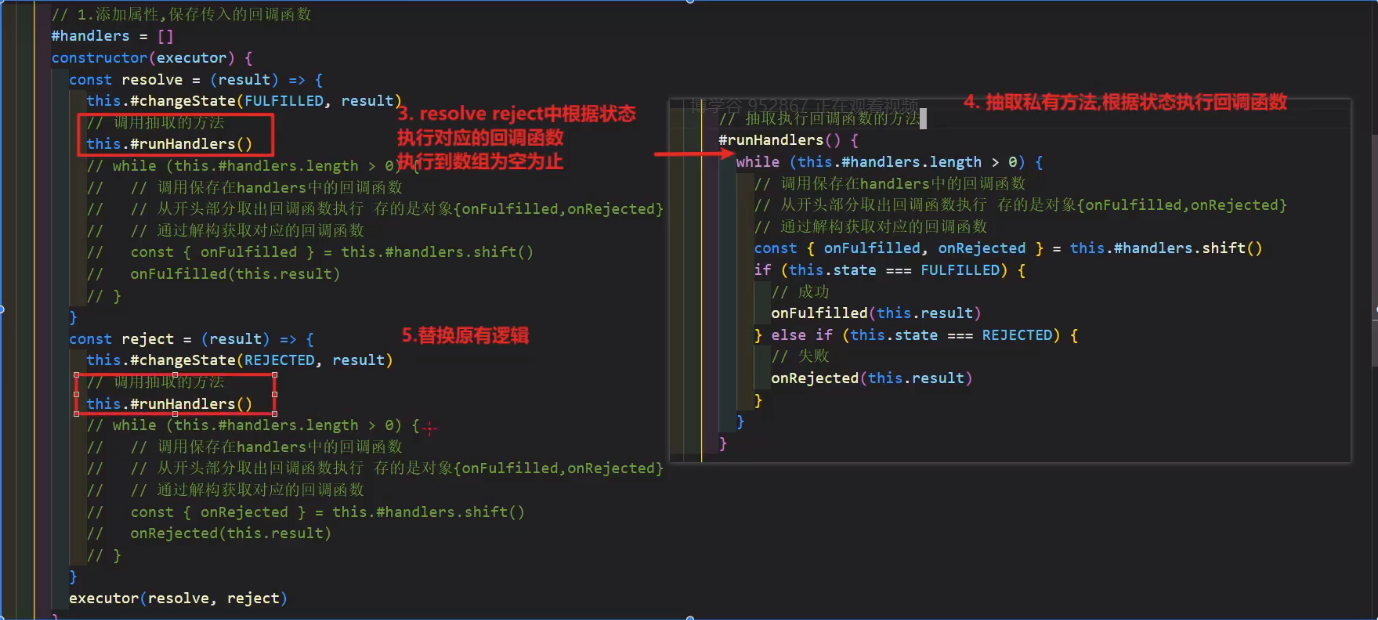 // 1.添加属性,保存传入的回调函数
#handlers = []
constructor(executor) {
const resolve = (result) => {
this.#changeState(FULFILLED, result)
// 调用抽取的方法
this.#runHandlers()
// while (this.#handlers.length > 0) {
// // 调用保存在handlers中的回调函数
// // 从开头部分取出回调函数执行 存的是对象{onFulfilled,onRejected}
// // 通过解构获取对应的回调函数
// const { onFulfilled } = this.#handlers.shift()
// onFulfilled(this.result)
// }
}
const reject = (result) => {
this.#changeState(REJECTED, result)
// 调用抽取的方法
this.#runHandlers()
// while (this.#handlers.length > 0) {
// // 调用保存在handlers中的回调函数
// // 从开头部分取出回调函数执行 存的是对象{onFulfilled,onRejected}
// // 通过解构获取对应的回调函数
// const { onRejected } = this.#handlers.shift()
// onRejected(this.result)
// }
}
executor(resolve, reject)
3. resolve reject中根据状态
执行对应的回调函数
执行到数组为空为止
5.替换原有逻辑
博学谷 952867 正在观看视频
4. 抽取私有方法,根据状态执行回调函数
// 抽取执行回调函数的方法
#runHandlers() {
while (this.#handlers.length > 0) {
// 调用保存在handlers中的回调函数
// 从开头部分取出回调函数执行 存的是对象{onFulfilled,onRejected}
// 通过解构获取对应的回调函数
const { onFulfilled, onRejected } = this.#handlers.shift()
if (this.state === FULFILLED) {
// 成功
onFulfilled(this.result)
} else if (this.state === REJECTED) {
// 失败
onRejected(this.result)
}
}
}